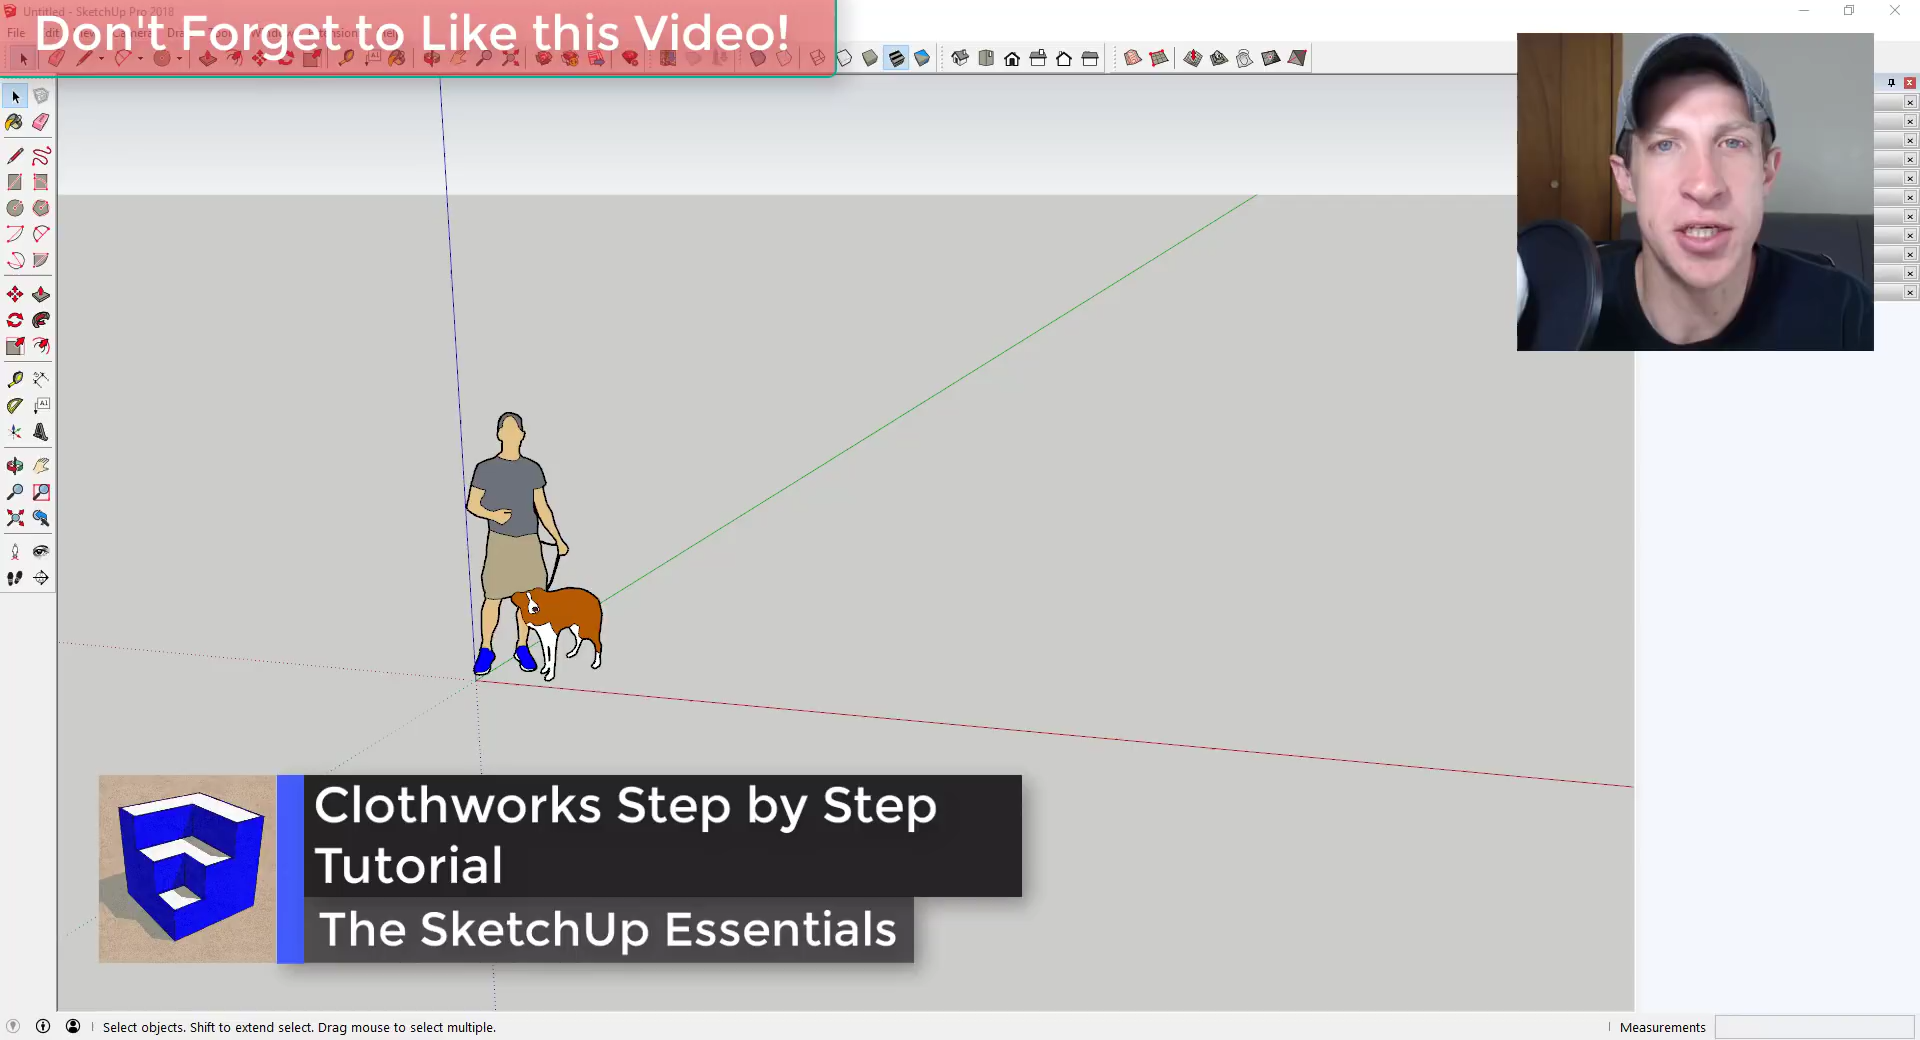 Untitled - SketchUp Pro 2018
Don't Forget to Like this Video!
File
Clothworks Step by Step
Tutorial
The SketchUp Essentials
Select objects. Shift to extend select. Drag mouse to select multiple.
Measurements